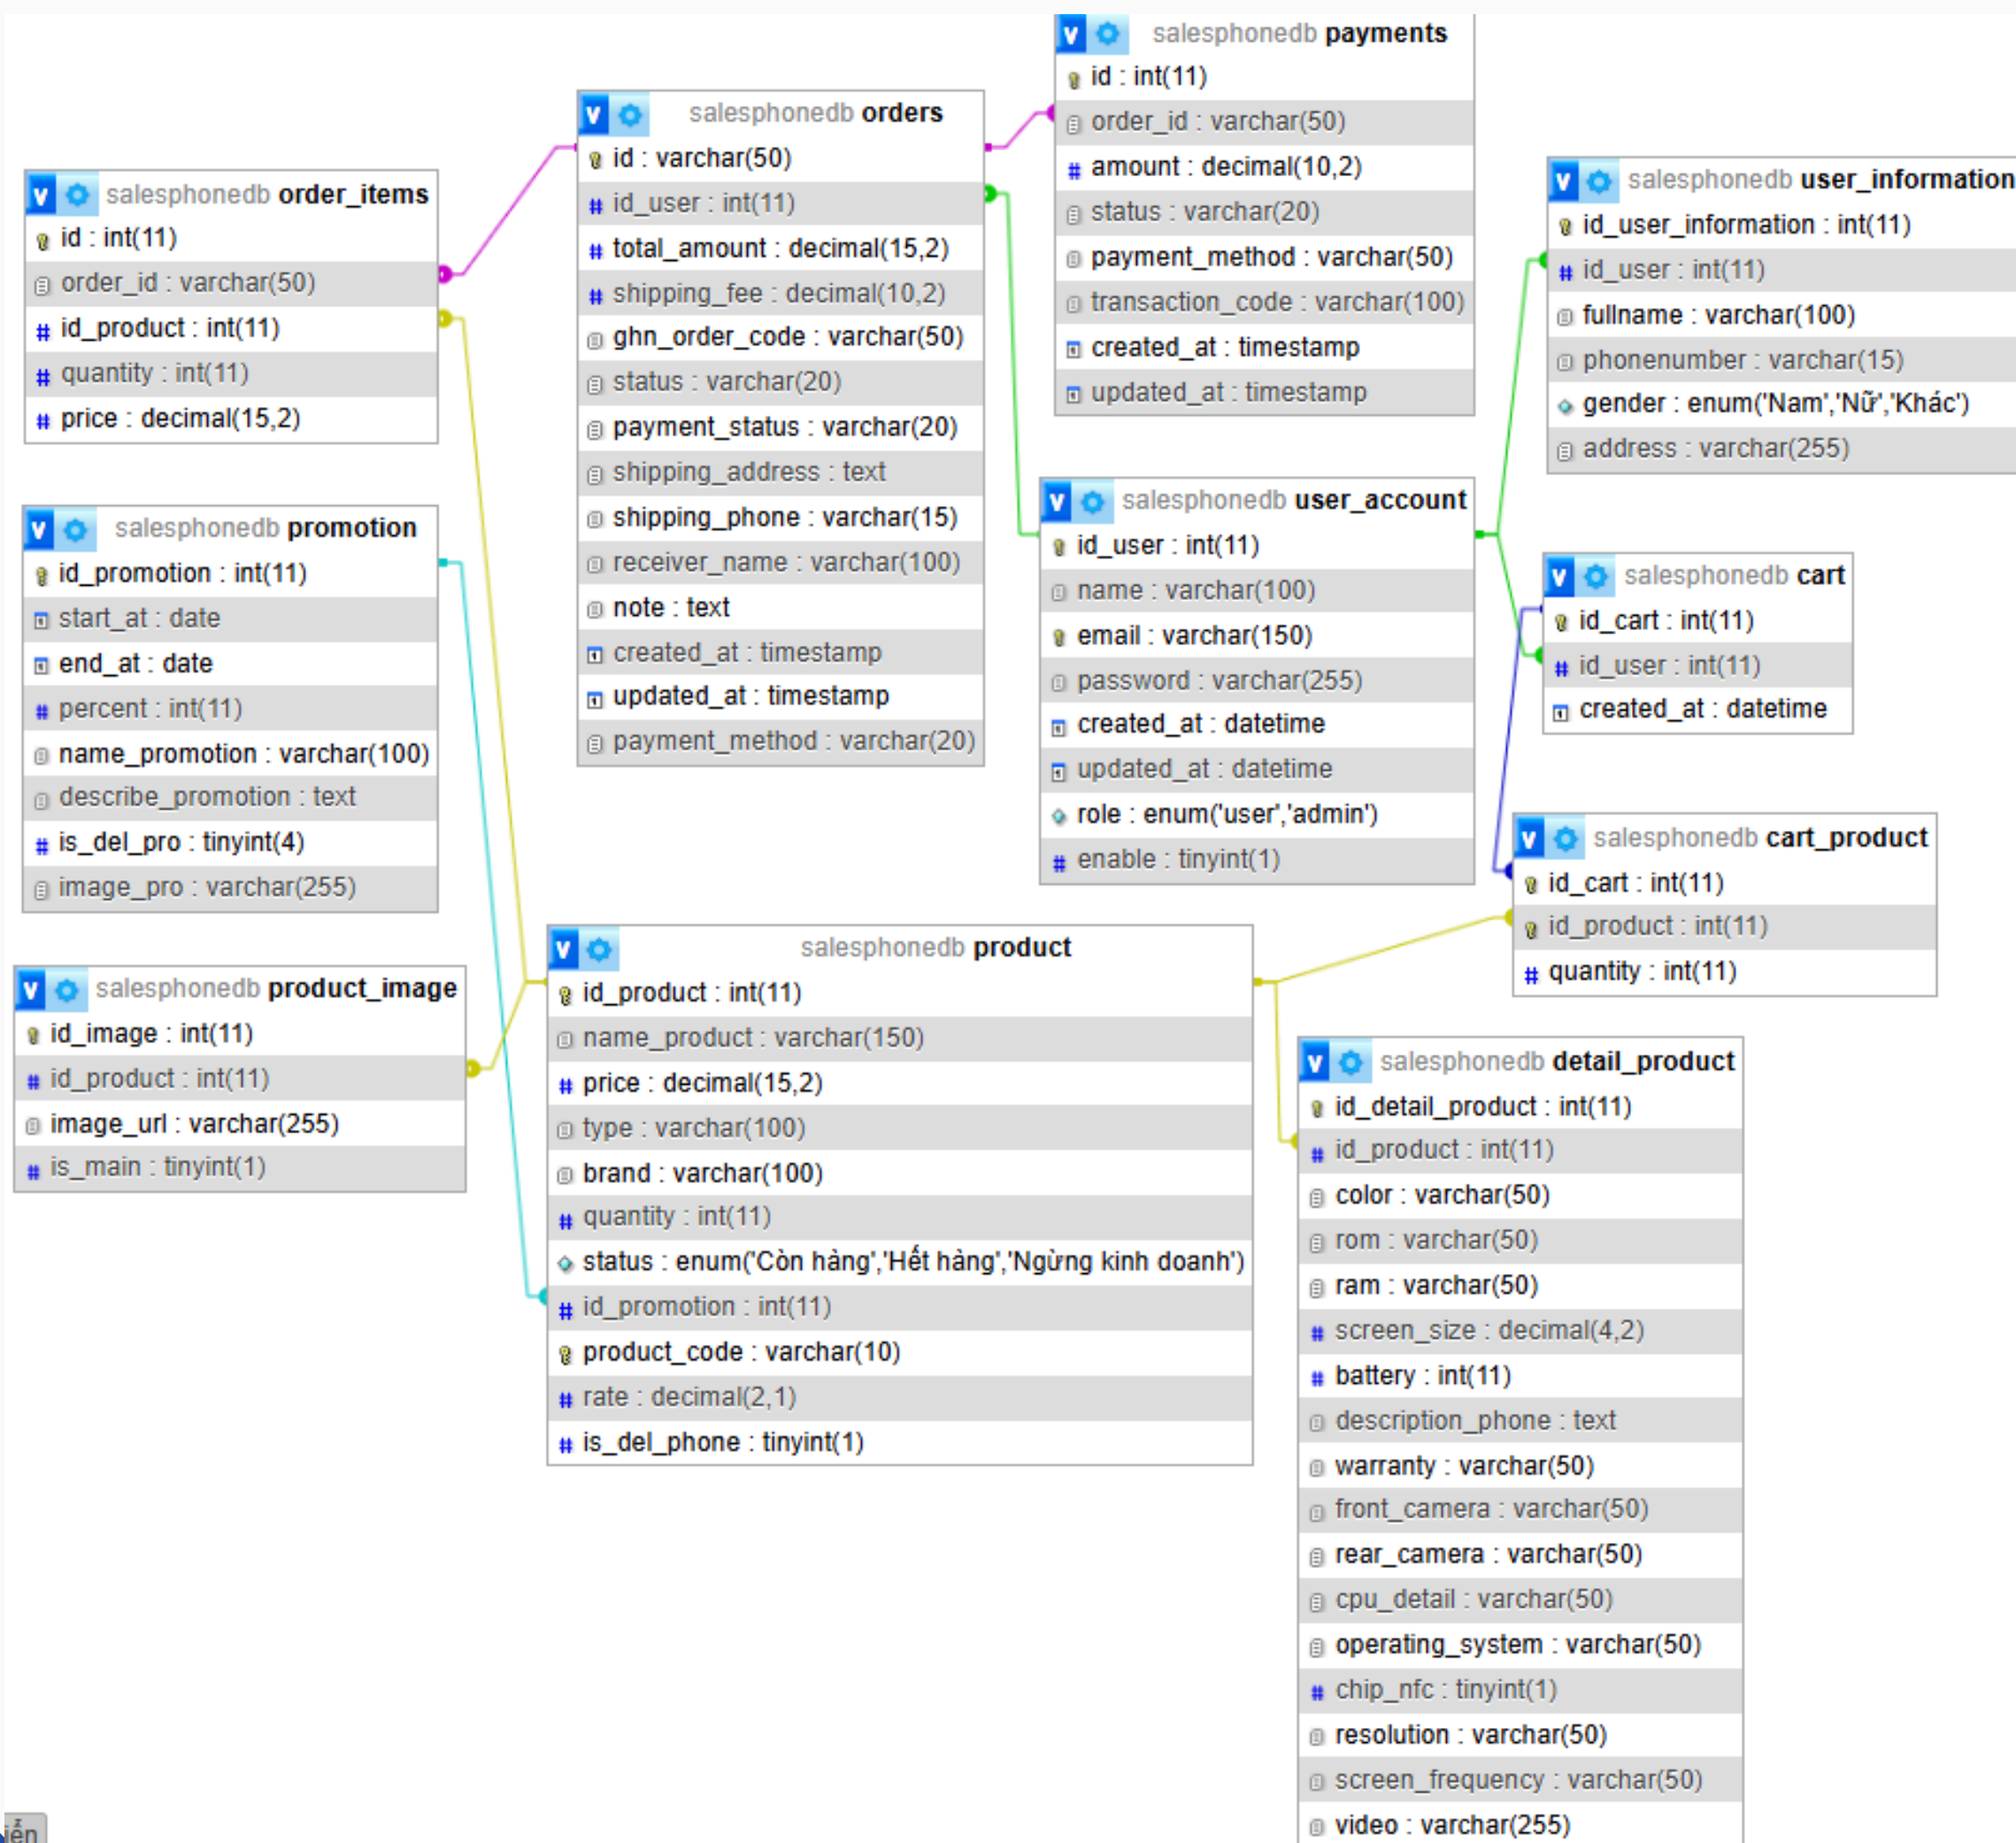 salesphonedb payments
id : int(11)
order_id : varchar(50)
amount : decimal(10,2)
status : varchar(20)
payment_method : varchar(50)
transaction_code : varchar(100)
created_at : timestamp
updated_at : timestamp
salesphonedb orders
id : varchar(50)
id_user : int(11)
total_amount : decimal(15,2)
shipping_fee : decimal(10,2)
ghn_order_code : varchar(50)
status : varchar(20)
payment_status : varchar(20)
shipping_address : text
shipping_phone : varchar(15)
receiver_name : varchar(100)
note : text
created_at : timestamp
updated_at : timestamp
payment_method : varchar(20)
salesphonedb order_items
id : int(11)
order_id : varchar(50)
id_product : int(11)
quantity : int(11)
price : decimal(15,2)
salesphonedb user_information
id_user_information : int(11)
id_user : int(11)
fullname : varchar(100)
phonenumber : varchar(15)
gender : enum('Nam','Nữ','Khác')
address : varchar(255)
salesphonedb promotion
id_promotion : int(11)
start_at : date
end_at : date
percent : int(11)
name_promotion : varchar(100)
describe_promotion : text
is_del_pro : tinyint(4)
image_pro : varchar(255)
salesphonedb user_account
id_user : int(11)
name : varchar(100)
email : varchar(150)
password : varchar(255)
created_at : datetime
updated_at : datetime
role : enum('user','admin')
enable : tinyint(1)
salesphonedb cart
id_cart : int(11)
id_user : int(11)
created_at : datetime
salesphonedb cart_product
id_cart : int(11)
id_product : int(11)
quantity : int(11)
salesphonedb product_image
id_image : int(11)
id_product : int(11)
image_url : varchar(255)
is_main : tinyint(1)
salesphonedb product
id_product : int(11)
name_product : varchar(150)
price : decimal(15,2)
type : varchar(100)
brand : varchar(100)
quantity : int(11)
status : enum('Còn hàng','Hết hàng','Ngừng kinh doanh')
id_promotion : int(11)
product_code : varchar(10)
rate : decimal(2,1)
is_del_phone : tinyint(1)
salesphonedb detail_product
id_detail_product : int(11)
id_product : int(11)
color : varchar(50)
rom : varchar(50)
ram : varchar(50)
screen_size : decimal(4,2)
battery : int(11)
description_phone : text
warranty : varchar(50)
front_camera : varchar(50)
rear_camera : varchar(50)
cpu_detail : varchar(50)
operating_system : varchar(50)
chip_nfc : tinyint(1)
resolution : varchar(50)
screen_frequency : varchar(50)
video : varchar(255)